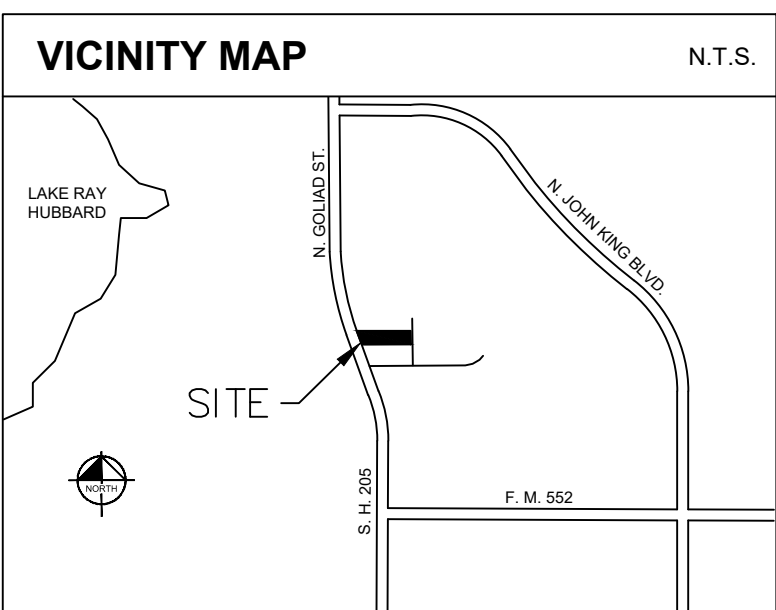 VICINITY MAP
N.T.S.
LAKE RAY
HUBBARD
N. GOLIAD ST.
N. JOHN KING BLVD.
SITE
NORTH
S. H. 205
F. M. 552